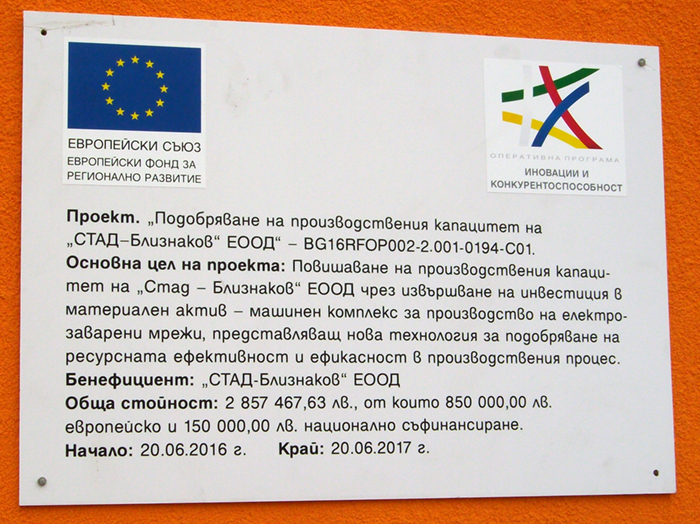 ЕВРОПЕЙСКИ СЪЮЗ
ЕВРОПЕЙСКИ ФОНД ЗА
РЕГИОНАЛНО РАЗВИТИЕ
ОПЕРАТИВНА ПРОГРАМА
ИНОВАЦИИ И
КОНКУРЕНТОСПОСОБНОСТ
Проект. „Подобряване на производствения капацитет на
„СТАД–Близнаков“ ЕООД“ – BG16RFOP002-2.001-0194-C01.
Основна цел на проекта: Повишаване на производствения капаци-
тет на „Стад – Близнаков“ ЕООД чрез извършване на инвестиция в
материален актив – машинен комплекс за производство на електро-
заварени мрежи, представляващ нова технология за подобряване на
ресурсната ефективност и ефикасност в производствения процес.
Бенефициент: „СТАД-Близнаков“ ЕООД
Обща стойност: 2 857 467,63 лв., от които 850 000,00 лв.
европейско и 150 000,00 лв. национално съфинансиране.
Начало: 20.06.2016 г. Край: 20.06.2017 г.